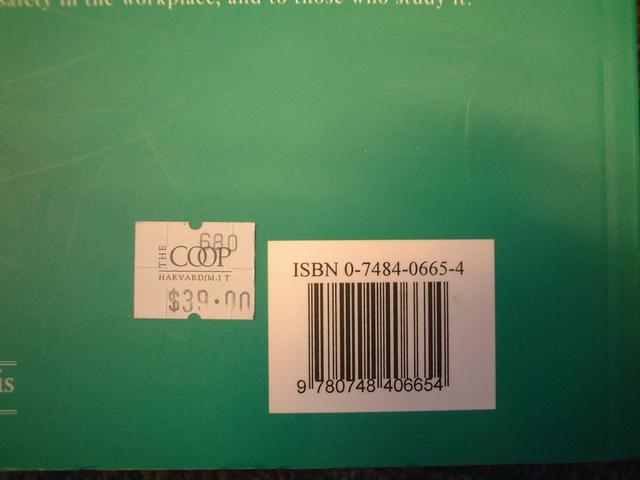 safety in the workplace, and to those who study it.
680
THE COOP
HARVARD/M.I T
$39.00
ISBN 0-7484-0665-4
9 780748 406654
is